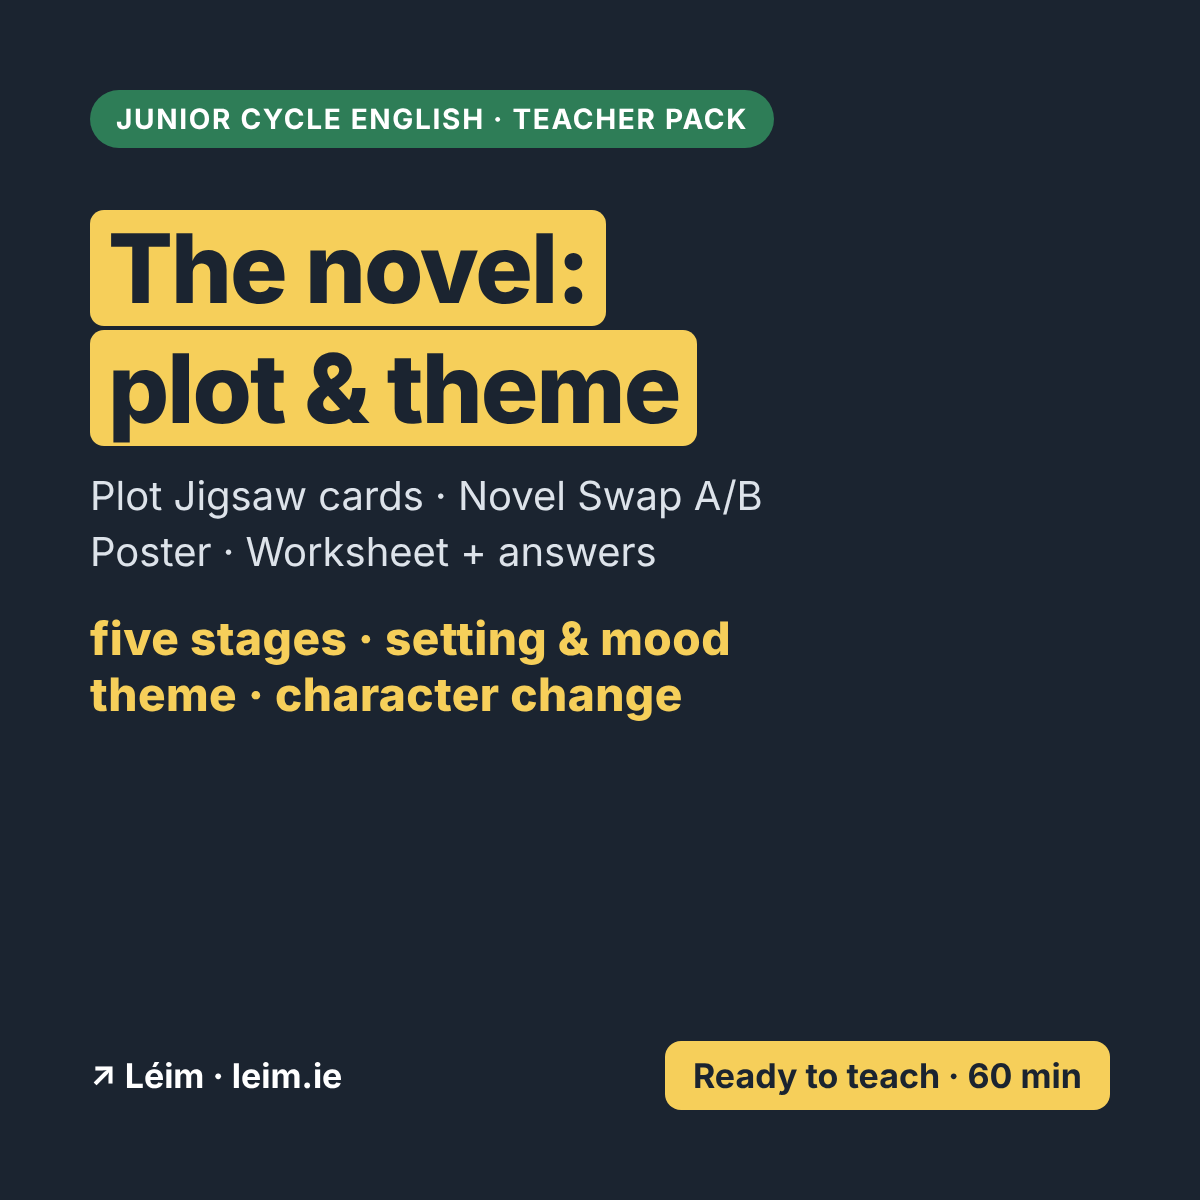 JUNIOR CYCLE ENGLISH · TEACHER PACK
The novel:
plot & theme
Plot Jigsaw cards · Novel Swap A/B
Poster · Worksheet + answers
five stages · setting & mood
theme · character change
↗ Léim · leim.ie
Ready to teach · 60 min